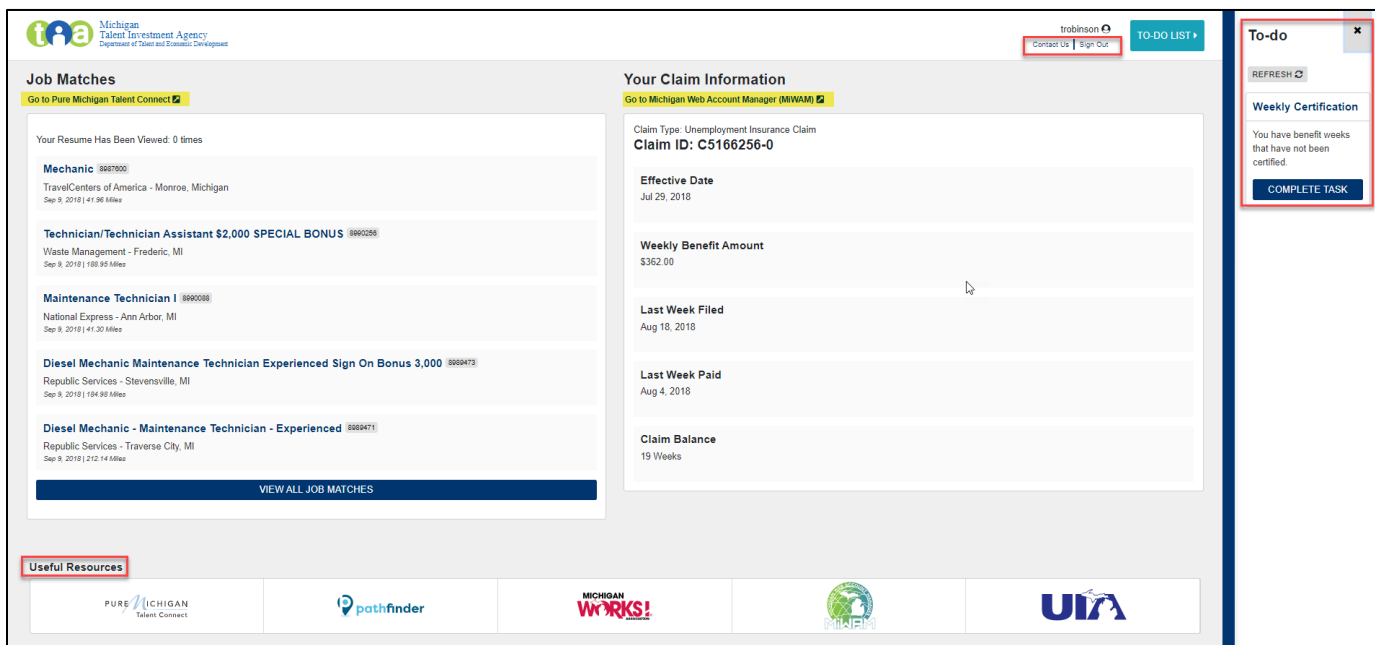 tia
Michigan
Talent Investment Agency
Department of Talent and Economic Development
trobinson
Contact Us | Sign Out
TO-DO LIST
Job Matches
Go to Pure Michigan Talent Connect
Your Resume Has Been Viewed: 0 times
Mechanic 8987600
TravelCenters of America - Monroe, Michigan
Sep 9, 2018 | 41.96 Miles
Technician/Technician Assistant $2,000 SPECIAL BONUS 8990256
Waste Management - Frederic, MI
Sep 9, 2018 | 188.95 Miles
Maintenance Technician I 8990088
National Express - Ann Arbor, MI
Sep 9, 2018 | 41.30 Miles
Diesel Mechanic Maintenance Technician Experienced Sign On Bonus 3,000 8989473
Republic Services - Stevensville, MI
Sep 9, 2018 | 184.98 Miles
Diesel Mechanic - Maintenance Technician - Experienced 8989471
Republic Services - Traverse City, MI
Sep 9, 2018 | 212.14 Miles
VIEW ALL JOB MATCHES
Your Claim Information
Go to Michigan Web Account Manager (MiWAM)
Claim Type: Unemployment Insurance Claim
Claim ID: C5166256-0
Effective Date
Jul 29, 2018
Weekly Benefit Amount
$362.00
Last Week Filed
Aug 18, 2018
Last Week Paid
Aug 4, 2018
Claim Balance
19 Weeks
To-do
REFRESH
Weekly Certification
You have benefit weeks
that have not been
certified.
COMPLETE TASK
Useful Resources
PURE MICHIGAN
Talent Connect
pathfinder
MICHIGAN
WORKS!
ASSOCIATION
MiWAM
UIA